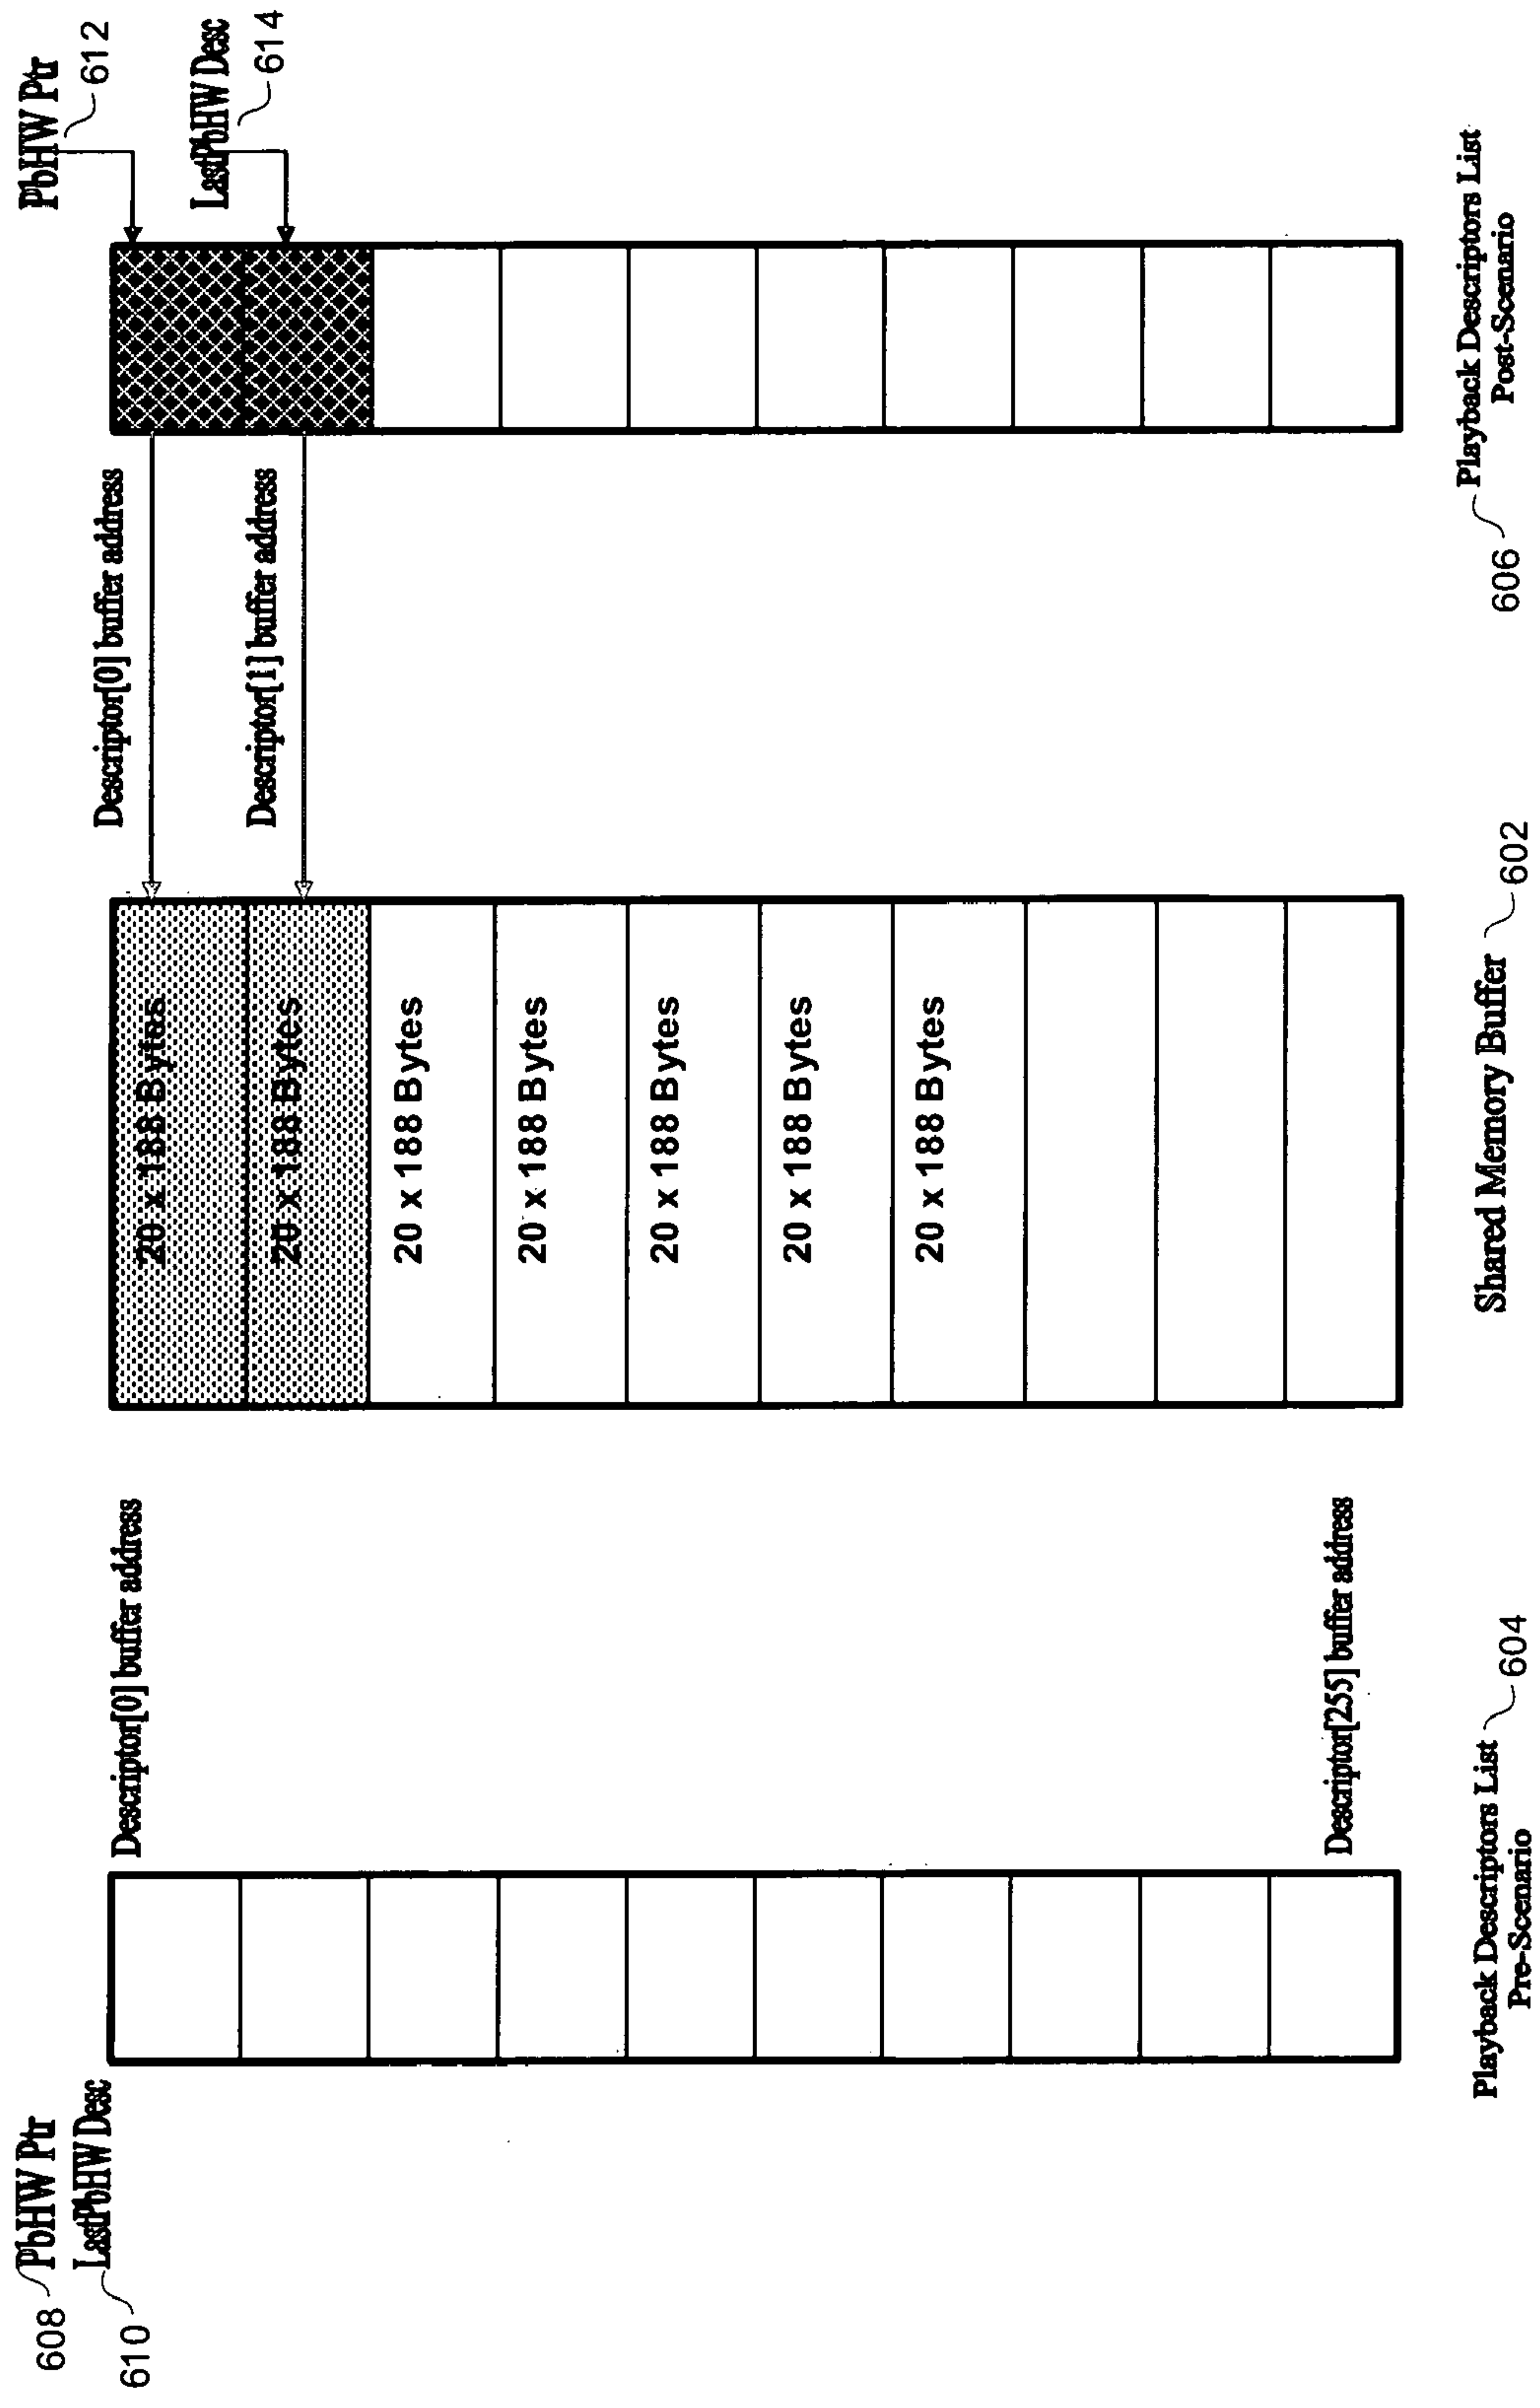 608
PbHW Ptr
LastPbHW Desc
610
Descriptor[0] buffer address
Descriptor[255] buffer address
Playback Descriptors List
Pre-Scenario
604
20 x 188 Bytes
20 x 188 Bytes
20 x 188 Bytes
20 x 188 Bytes
20 x 188 Bytes
20 x 188 Bytes
20 x 188 Bytes
Shared Memory Buffer
602
Descriptor[0] buffer address
Descriptor[1] buffer address
PbHW Ptr
612
LastPbHW Desc
614
606
Playback Descriptors List
Post-Scenario